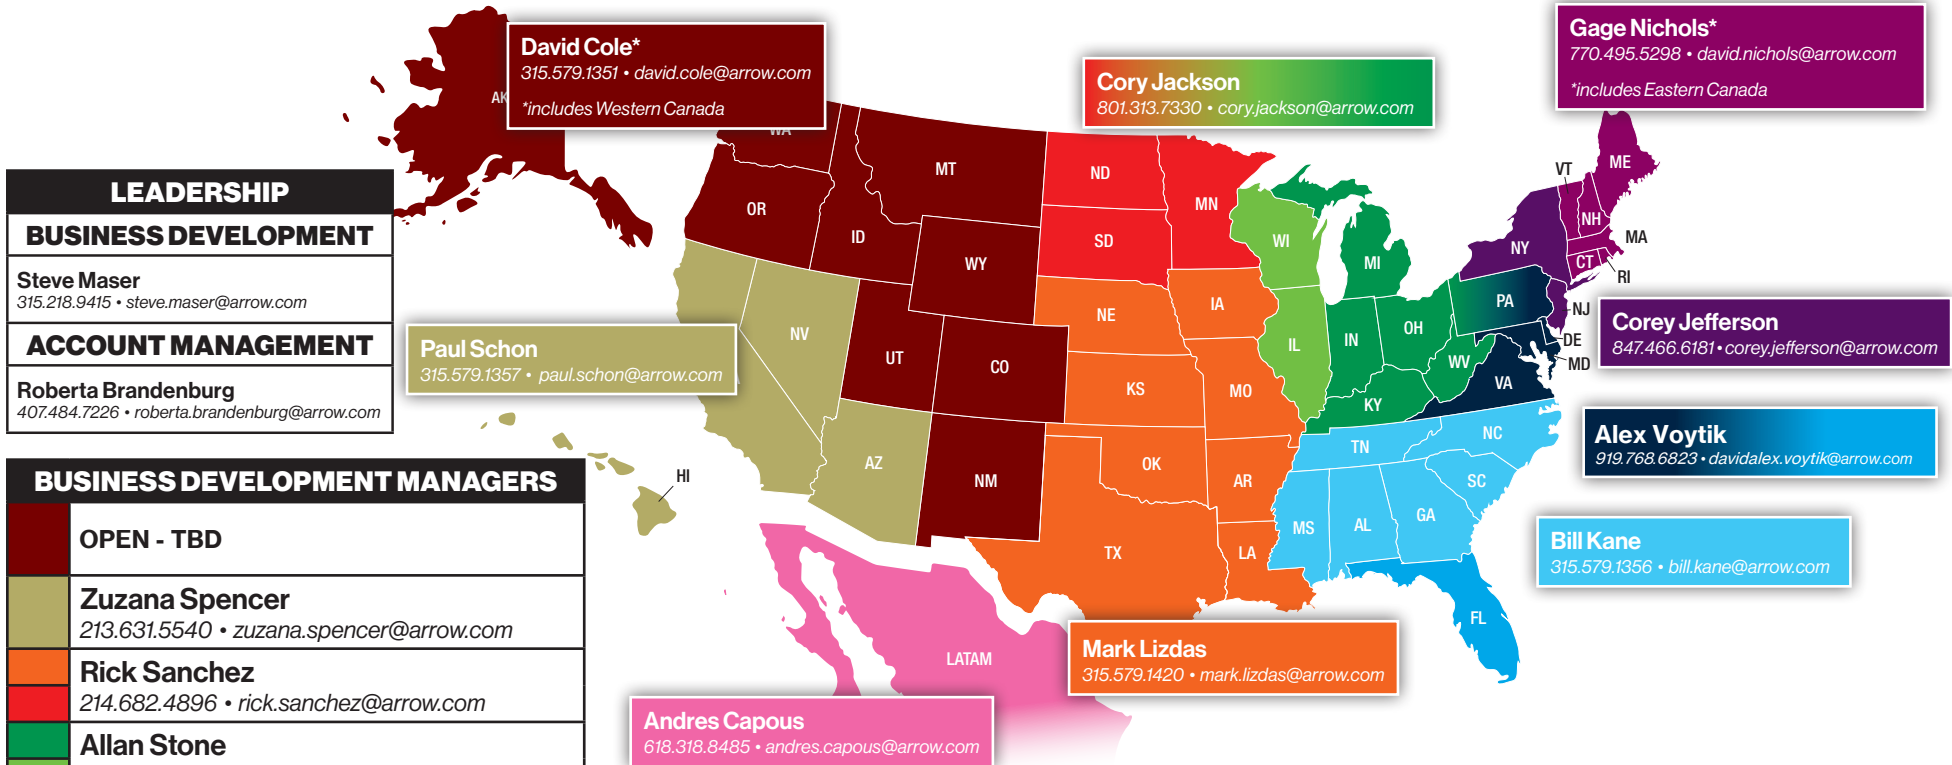 David Cole*
315.579.1351 • david.cole@arrow.com
*includes Western Canada
Cory Jackson
801.313.7330 • cory.jackson@arrow.com
Gage Nichols*
770.495.5298 • david.nichols@arrow.com
*includes Eastern Canada
LEADERSHIP
BUSINESS DEVELOPMENT
Steve Maser
315.218.9415 • steve.maser@arrow.com
ACCOUNT MANAGEMENT
Roberta Brandenburg
407.484.7226 • roberta.brandenburg@arrow.com
Paul Schon
315.579.1357 • paul.schon@arrow.com
Corey Jefferson
847.466.6181 • corey.jefferson@arrow.com
Alex Voytik
919.768.6823 • davidalex.voytik@arrow.com
Bill Kane
315.579.1356 • bill.kane@arrow.com
Mark Lizdas
315.579.1420 • mark.lizdas@arrow.com
Andres Capous
618.318.8485 • andres.capous@arrow.com
BUSINESS DEVELOPMENT MANAGERS
OPEN - TBD
Zuzana Spencer
213.631.5540 • zuzana.spencer@arrow.com
Rick Sanchez
214.682.4896 • rick.sanchez@arrow.com
Allan Stone
AK
WA
OR
ID
MT
WY
NV
UT
CO
AZ
NM
HI
ND
SD
MN
NE
IA
KS
MO
OK
AR
TX
LA
WI
IL
MI
IN
OH
WV
KY
PA
NY
VT
ME
NH
MA
CT
RI
NJ
DE
MD
VA
TN
NC
SC
MS
AL
GA
FL
LATAM